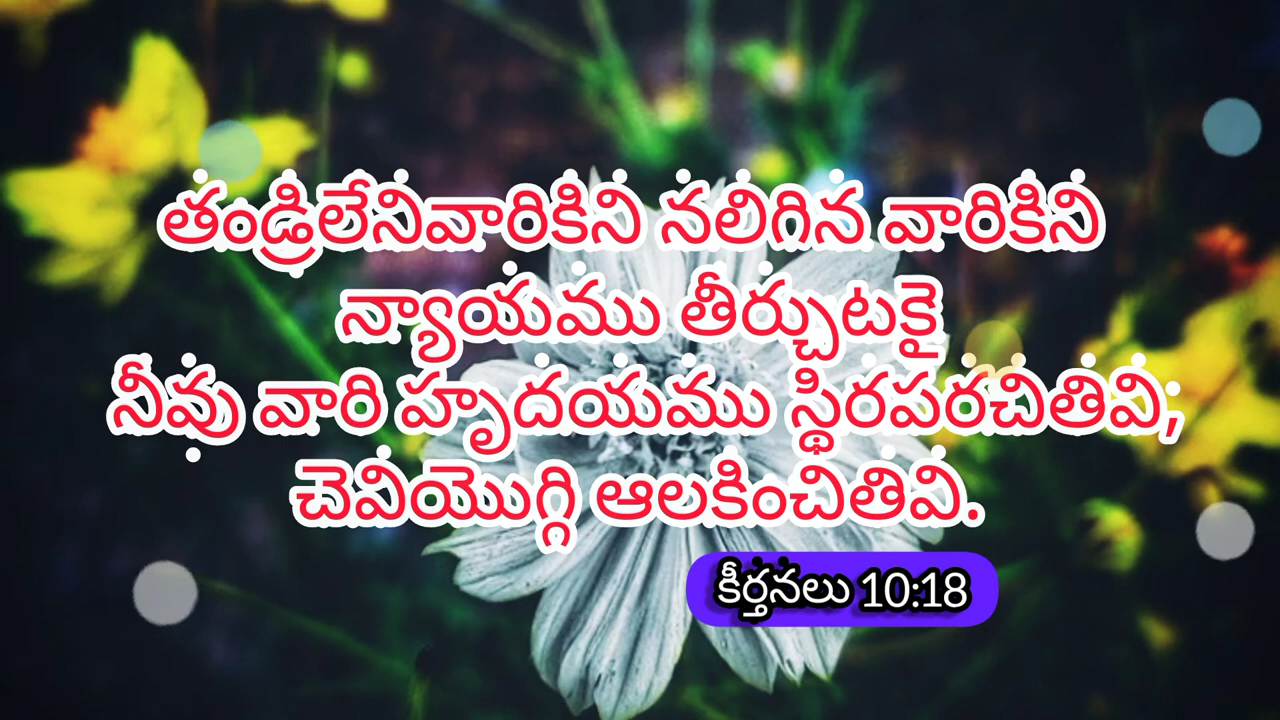 తండ్రిలేనివారికిని నలిగిన వారికిని
న్యాయము తీర్చుటకై
నీవు వారి హృదయము స్థిరపరచితివి;
చెవియొగ్గి ఆలకించితివి.
కీర్తనలు 10:18